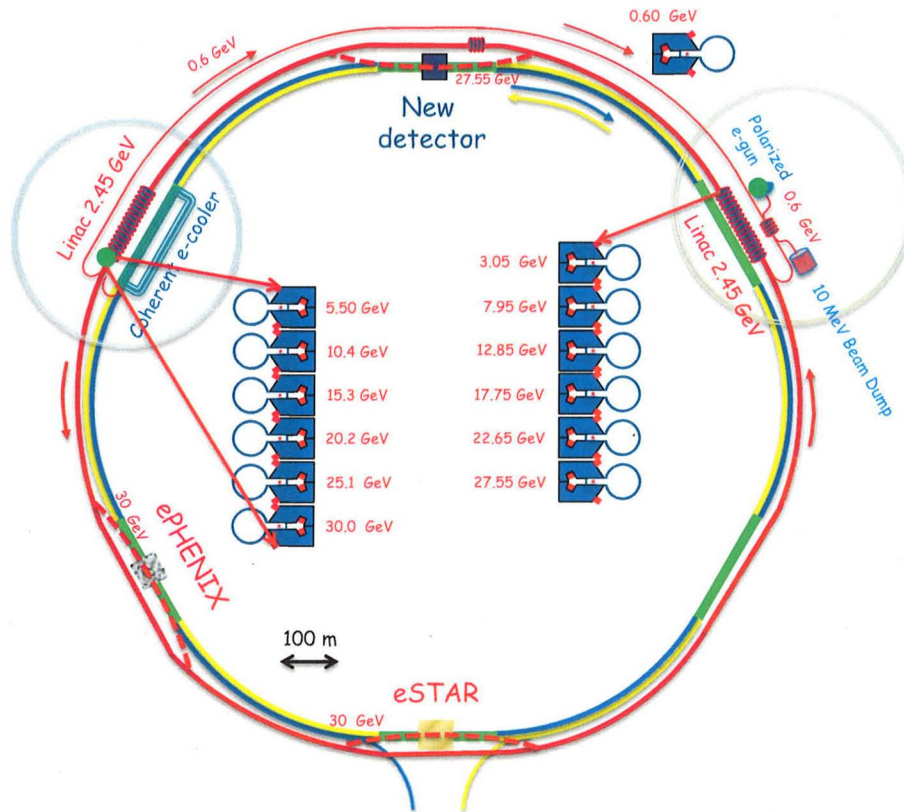 0.60 GeV
0.6 GeV
27.55 GeV
New
detector
Linac 2.45 GeV
Coherent e-cooler
Polarized
e-gun
0.6 GeV
Linac 2.45 GeV
10 MeV Beam Dump
5.50 GeV
10.4 GeV
15.3 GeV
20.2 GeV
25.1 GeV
30.0 GeV
3.05 GeV
7.95 GeV
12.85 GeV
17.75 GeV
22.65 GeV
27.55 GeV
30 GeV
ePHENIX
100 m
eSTAR
30 GeV